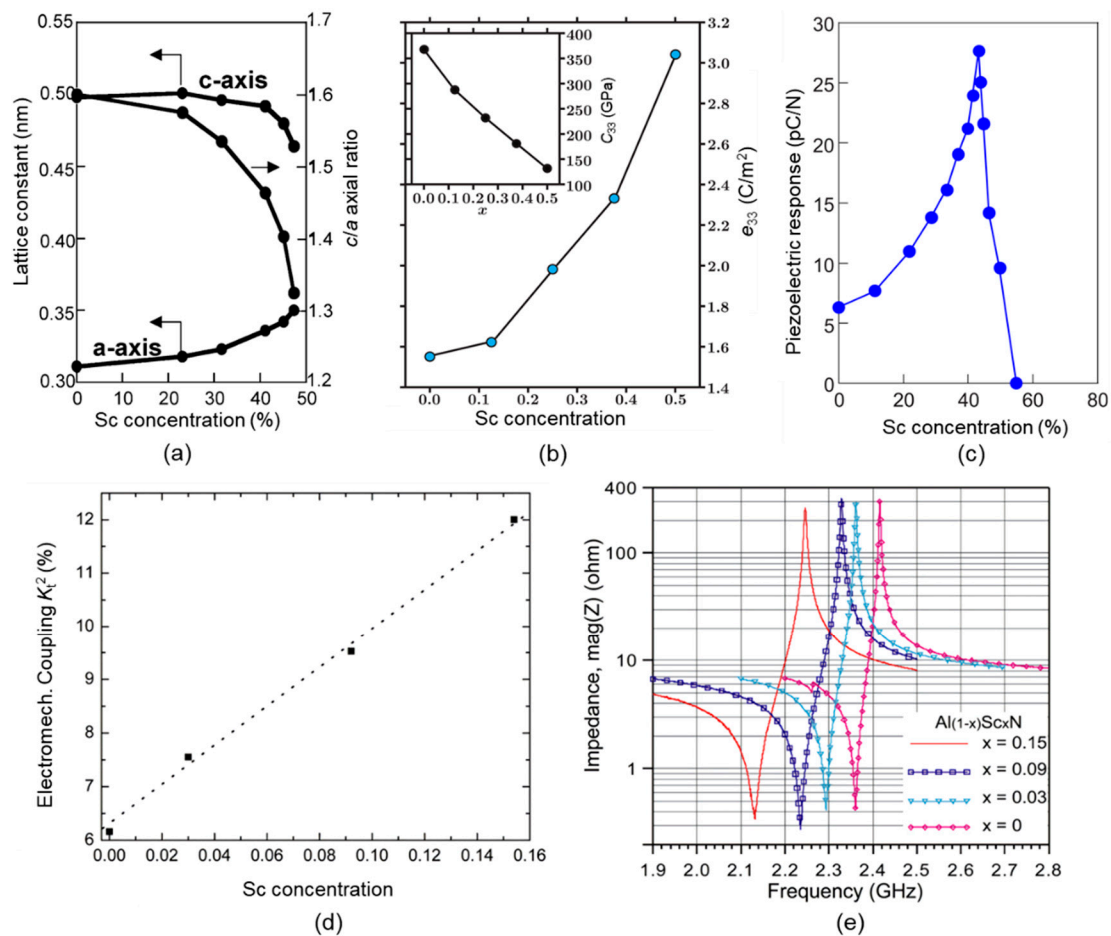 0.55
0.50
0.45
0.40
0.35
0.30
Lattice constant (nm)
c-axis
a-axis
1.7
1.6
1.5
1.4
1.3
1.2
c/a axial ratio
0 10 20 30 40 50
Sc concentration (%)
(a)
400
350
300
250
200
150
100
C33 (GPa)
0.0 0.1 0.2 0.3 0.4 0.5
x
3.2
3.0
2.8
2.6
2.4
2.2
2.0
1.8
1.6
1.4
e33 (C/m²)
0.0 0.1 0.2 0.3 0.4 0.5
Sc concentration
(b)
30
25
20
15
10
5
0
Piezoelectric response (pC/N)
0 20 40 60 80
Sc concentration (%)
(c)
12
11
10
9
8
7
6
Electromech. Coupling Kt² (%)
0.00 0.02 0.04 0.06 0.08 0.10 0.12 0.14 0.16
Sc concentration
(d)
400
100
10
1
Impedance, mag(Z) (ohm)
Al(1-x)ScxN
x = 0.15
x = 0.09
x = 0.03
x = 0
1.9 2.0 2.1 2.2 2.3 2.4 2.5 2.6 2.7 2.8
Frequency (GHz)
(e)